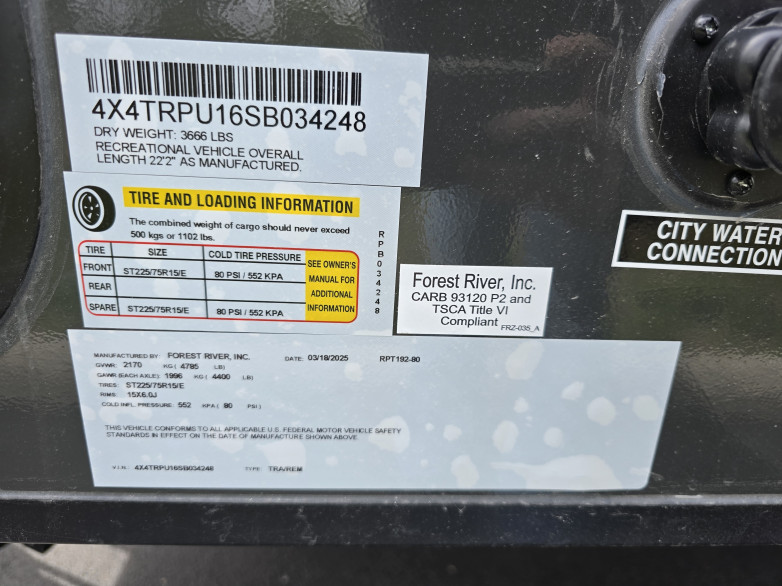 4X4TRPU16SB034248
DRY WEIGHT: 3666 LBS
RECREATIONAL VEHICLE OVERALL
LENGTH 22'2" AS MANUFACTURED.
TIRE AND LOADING INFORMATION
The combined weight of cargo should never exceed
500 kgs or 1102 lbs.
TIRE SIZE COLD TIRE PRESSURE
FRONT ST225/75R15/E 80 PSI / 552 KPA
REAR
SPARE ST225/75R15/E 80 PSI / 552 KPA
SEE OWNER'S
MANUAL FOR
ADDITIONAL
INFORMATION
RPB034248
Forest River, Inc.
CARB 93120 P2 and
TSCA Title VI
Compliant FRZ-035_A
CITY WATER
CONNECTION
MANUFACTURED BY: FOREST RIVER, INC. DATE: 03/18/2025 RPT192-80
GVWR: 2170 KG ( 4785 LB)
GAWR (EACH AXLE): 1996 KG ( 4400 LB)
TIRES: ST225/75R15/E
RIMS: 15X6.0J
COLD INFL. PRESSURE: 552 KPA ( 80 PSI)
THIS VEHICLE CONFORMS TO ALL APPLICABLE U.S. FEDERAL MOTOR VEHICLE SAFETY
STANDARDS IN EFFECT ON THE DATE OF MANUFACTURE SHOWN ABOVE
V.I.N.: 4X4TRPU16SB034248 TYPE: TRA/REM